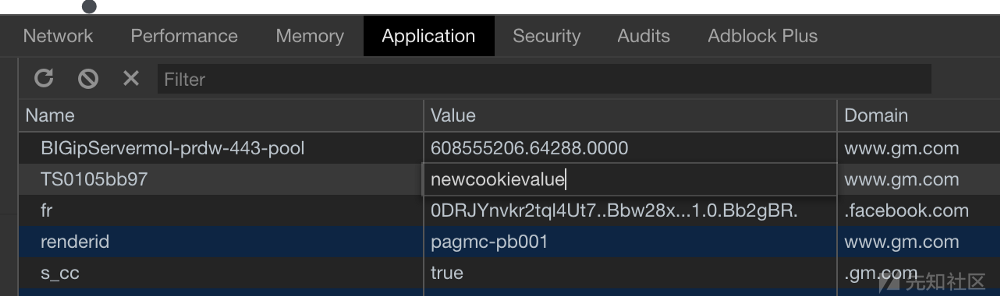 Network Performance Memory Application Security Audits Adblock Plus
Filter
Name Value Domain
BIGipServermol-prdw-443-pool 608555206.64288.0000 www.gm.com
TS0105bb97 newcookievalue www.gm.com
fr 0DRJYnvkr2tql4Ut7..Bbw28x...1.0.Bb2gBR. .facebook.com
renderid pagmc-pb001 www.gm.com
s_cc true .gm.com
先知社区